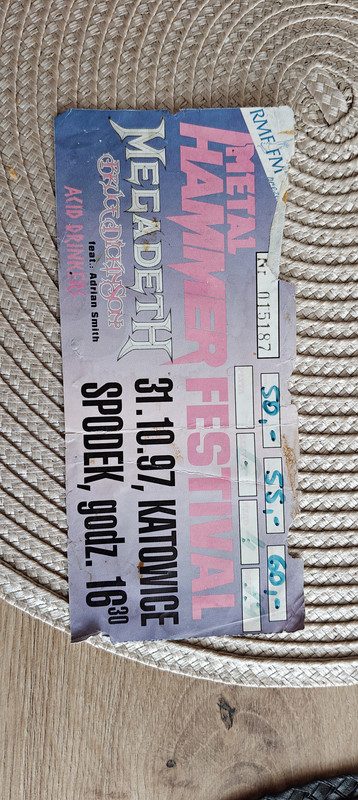 RMF FM
METAL
HAMMER FESTIVAL
MEGADETH
BRUCE DICKINSON
feat.: Adrian Smith
ACID DRINKERS
31.10.97, KATOWICE
SPODEK, godz. 16³⁰
015187
50,- 55,- 60,-